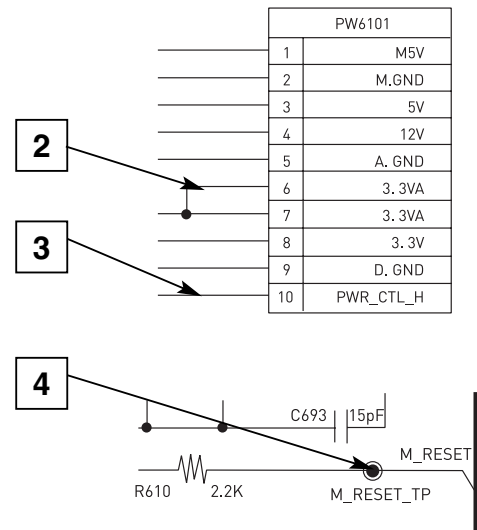 PW6101
1 M5V
2 M.GND
3 5V
4 12V
5 A. GND
6 3. 3VA
7 3. 3VA
8 3. 3V
9 D. GND
10 PWR_CTL_H
2
3
4
C693 15pF
M_RESET
R610 2.2K
M_RESET_TP